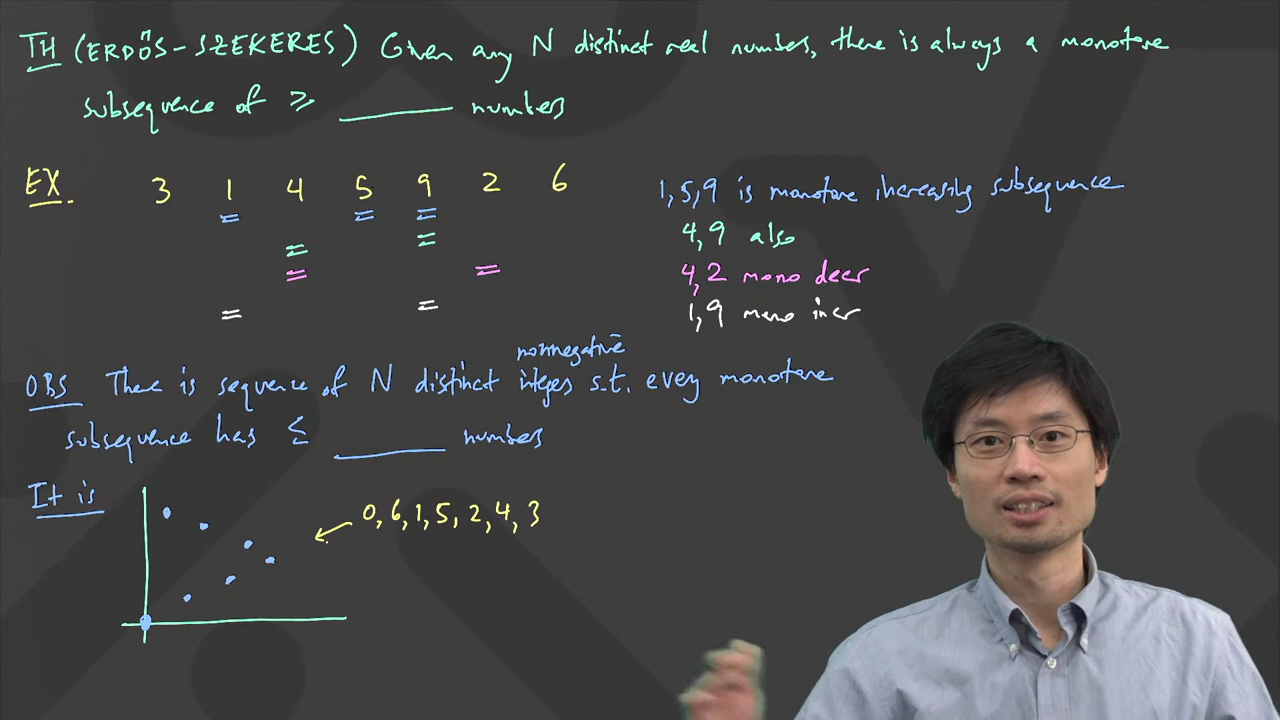 TH (ERDŐS-SZEKERES) Given any N distinct real numbers, there is always a monotone
subsequence of ≥ ______ numbers
EX. 3 1 4 5 9 2 6
1,5,9 is monotone increasing subsequence
4,9 also
4,2 mono decr
1,9 mono incr
nonnegative
OBS There is sequence of N distinct integers s.t. every monotone
subsequence has ≤ ______ numbers
It is
0, 6, 1, 5, 2, 4, 3